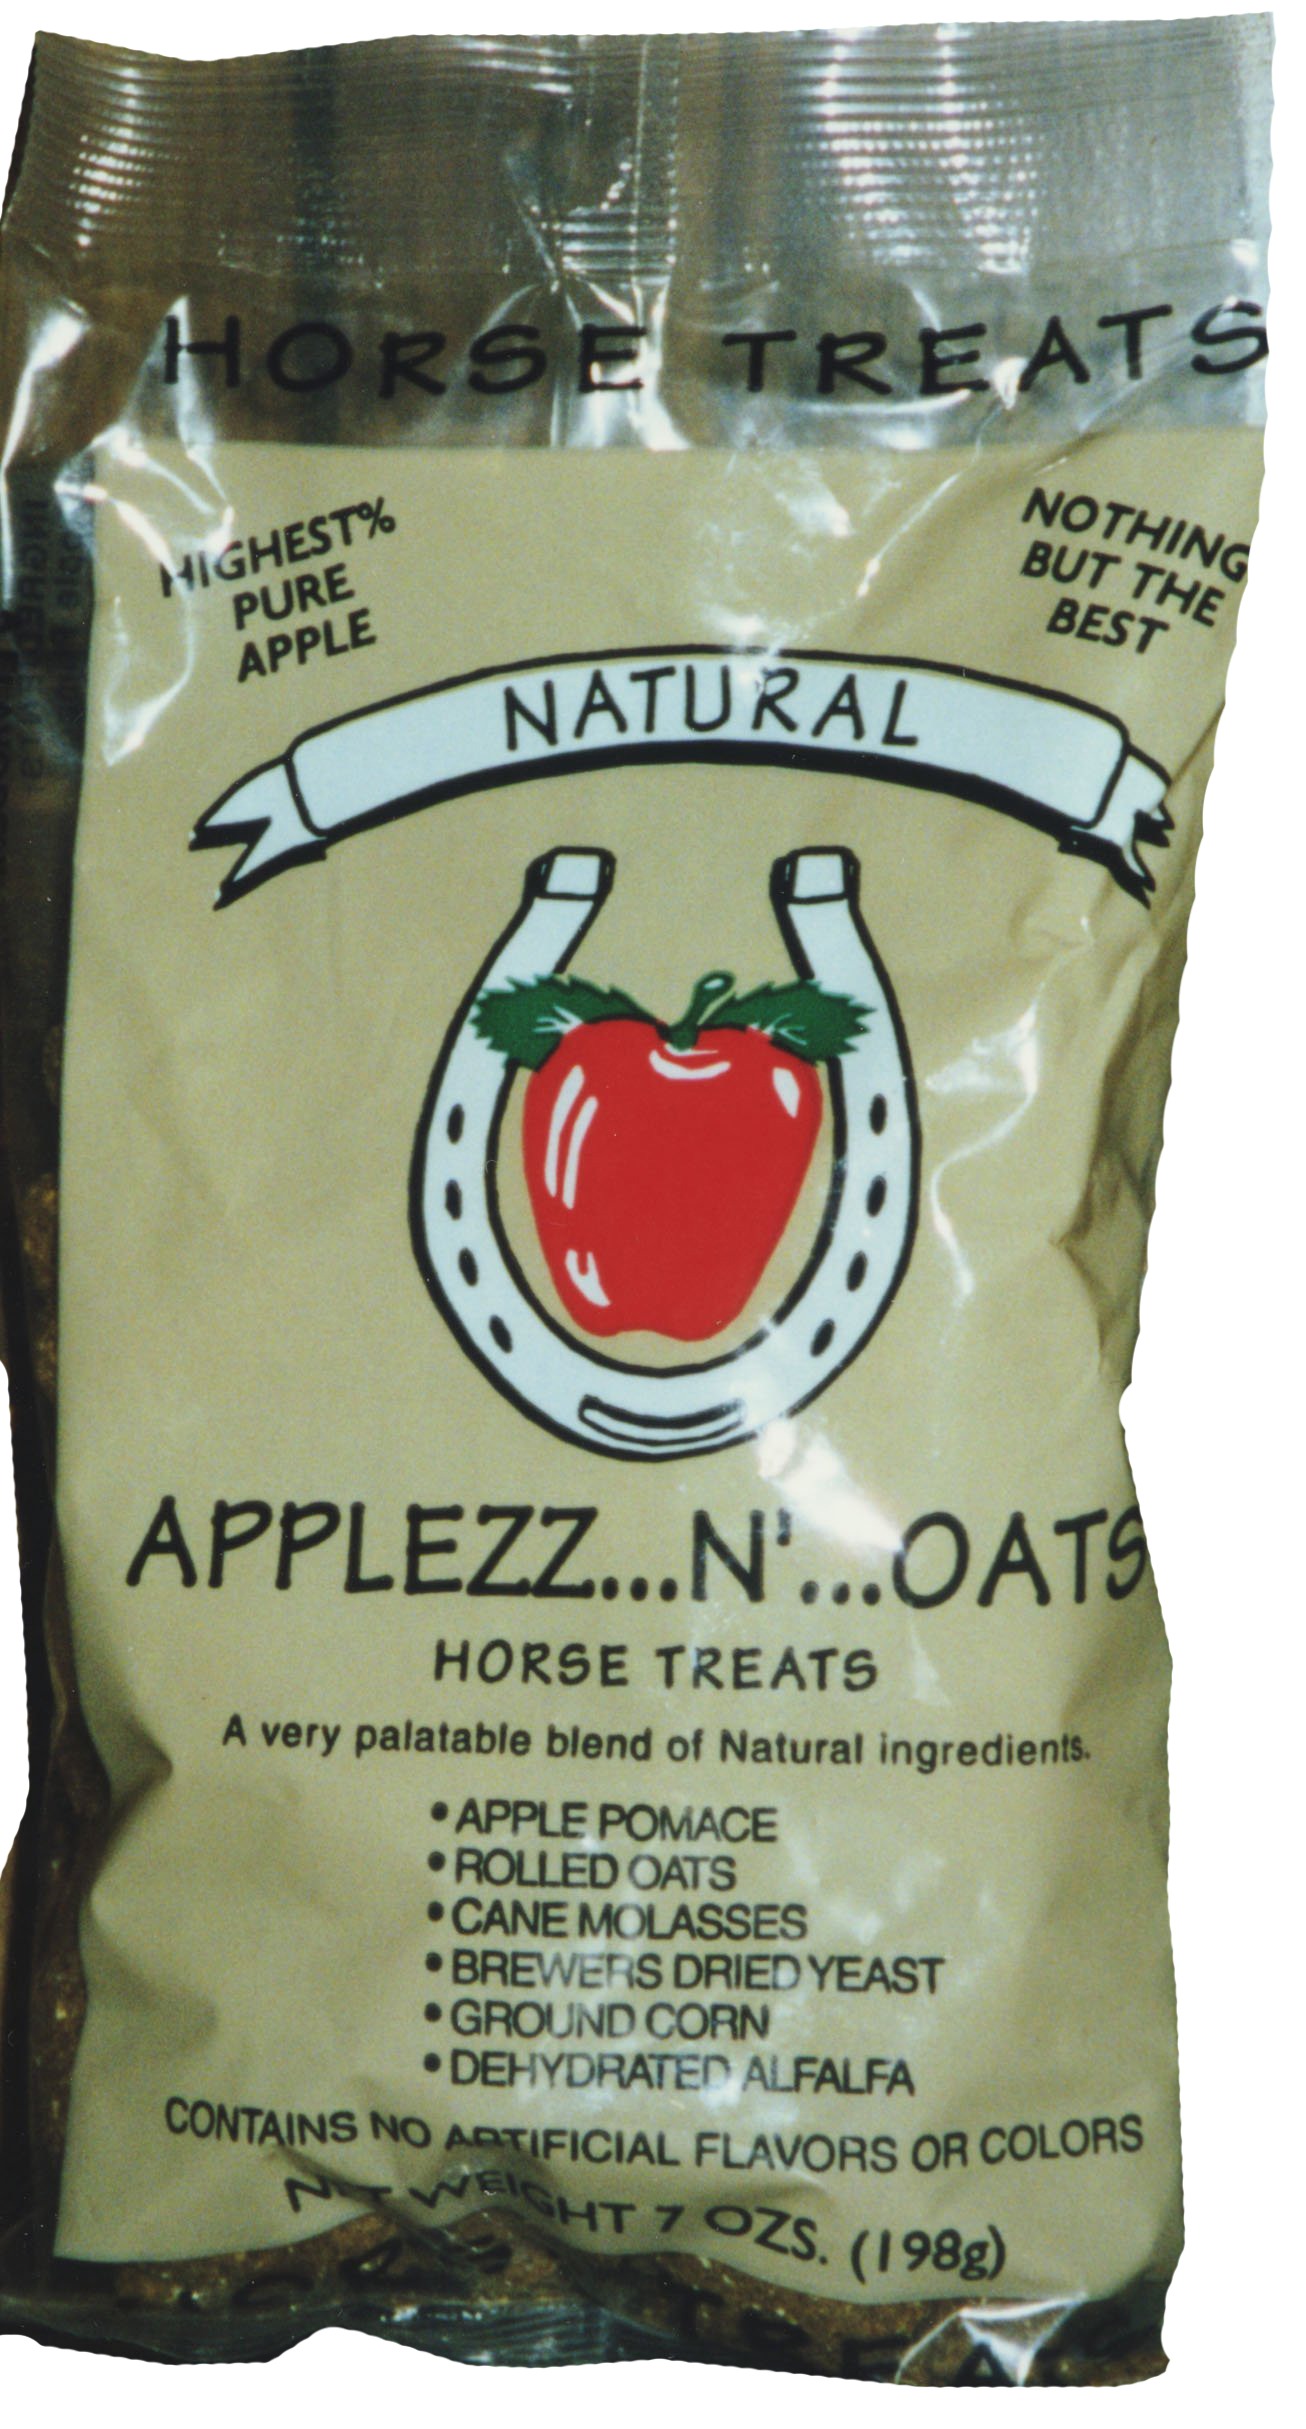 HORSE TREATS
HIGHEST%
PURE
APPLE
NOTHING
BUT THE
BEST
NATURAL
APPLEZZ...N'...OATS
HORSE TREATS
A very palatable blend of Natural ingredients.
• APPLE POMACE
• ROLLED OATS
• CANE MOLASSES
• BREWERS DRIED YEAST
• GROUND CORN
• DEHYDRATED ALFALFA
CONTAINS NO ARTIFICIAL FLAVORS OR COLORS
NET WEIGHT 7 OZS. (198g)